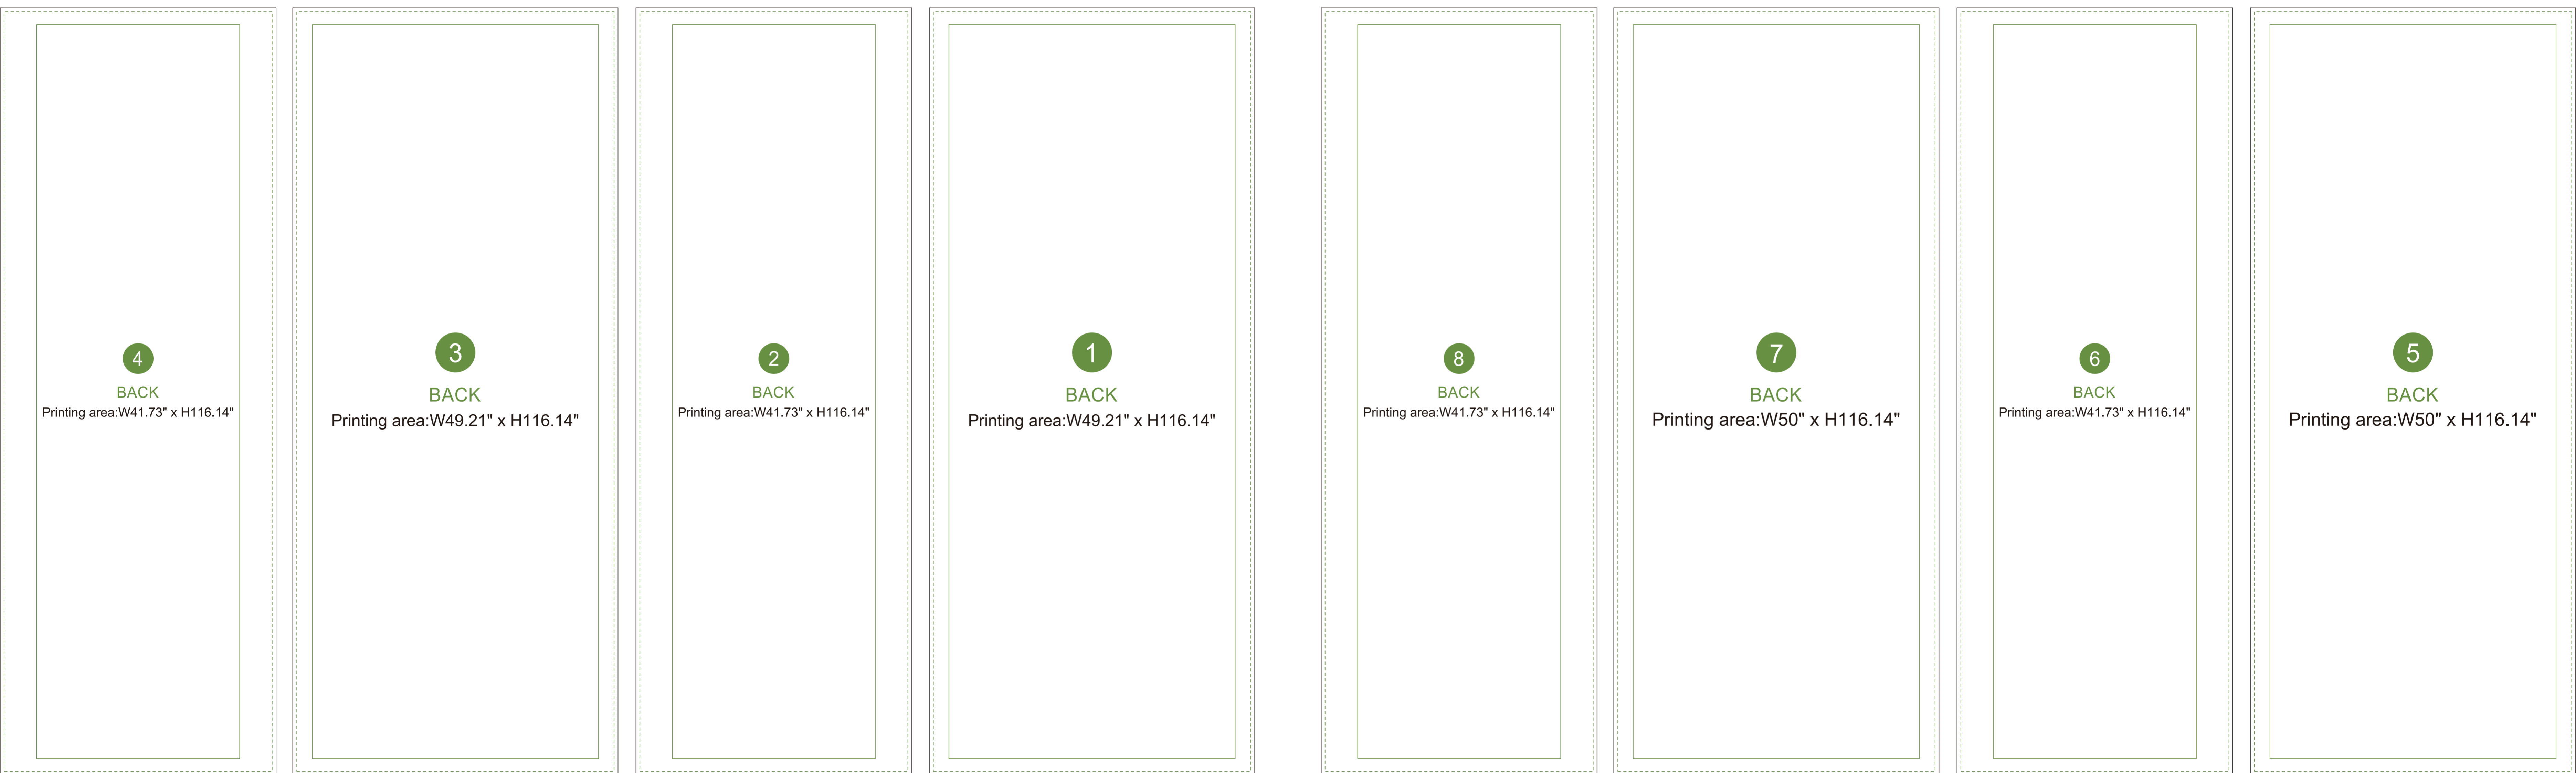 4
BACK
Printing area:W41.73" x H116.14"
3
BACK
Printing area:W49.21" x H116.14"
2
BACK
Printing area:W41.73" x H116.14"
1
BACK
Printing area:W49.21" x H116.14"
8
BACK
Printing area:W41.73" x H116.14"
7
BACK
Printing area:W50" x H116.14"
6
BACK
Printing area:W41.73" x H116.14"
5
BACK
Printing area:W50" x H116.14"